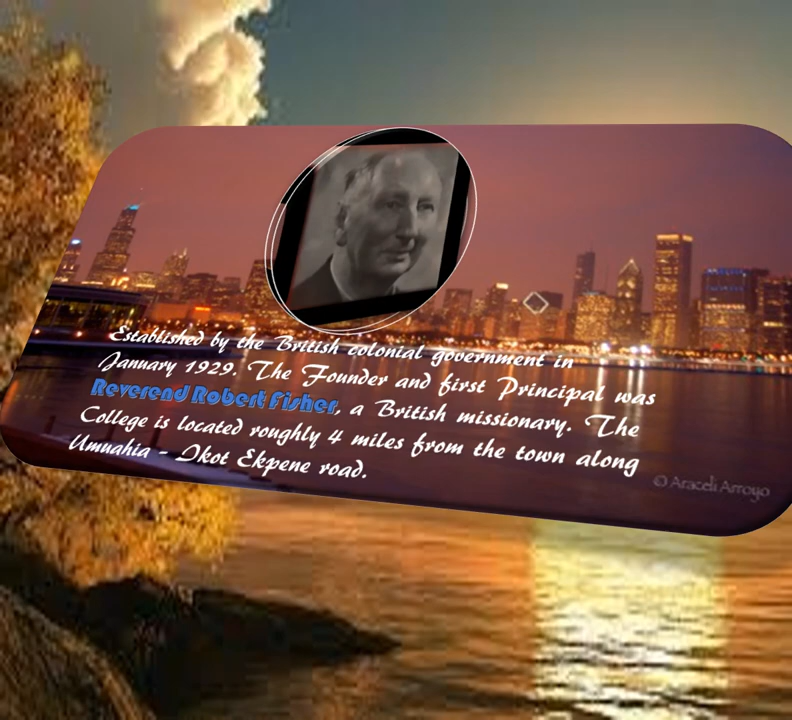 Established by the British colonial government in
January 1929. The Founder and first Principal was
Reverend Robert Fisher, a British missionary. The
College is located roughly 4 miles from the town along
Umuahia - Ikot Ekpene road.
© Araceli Arroyo